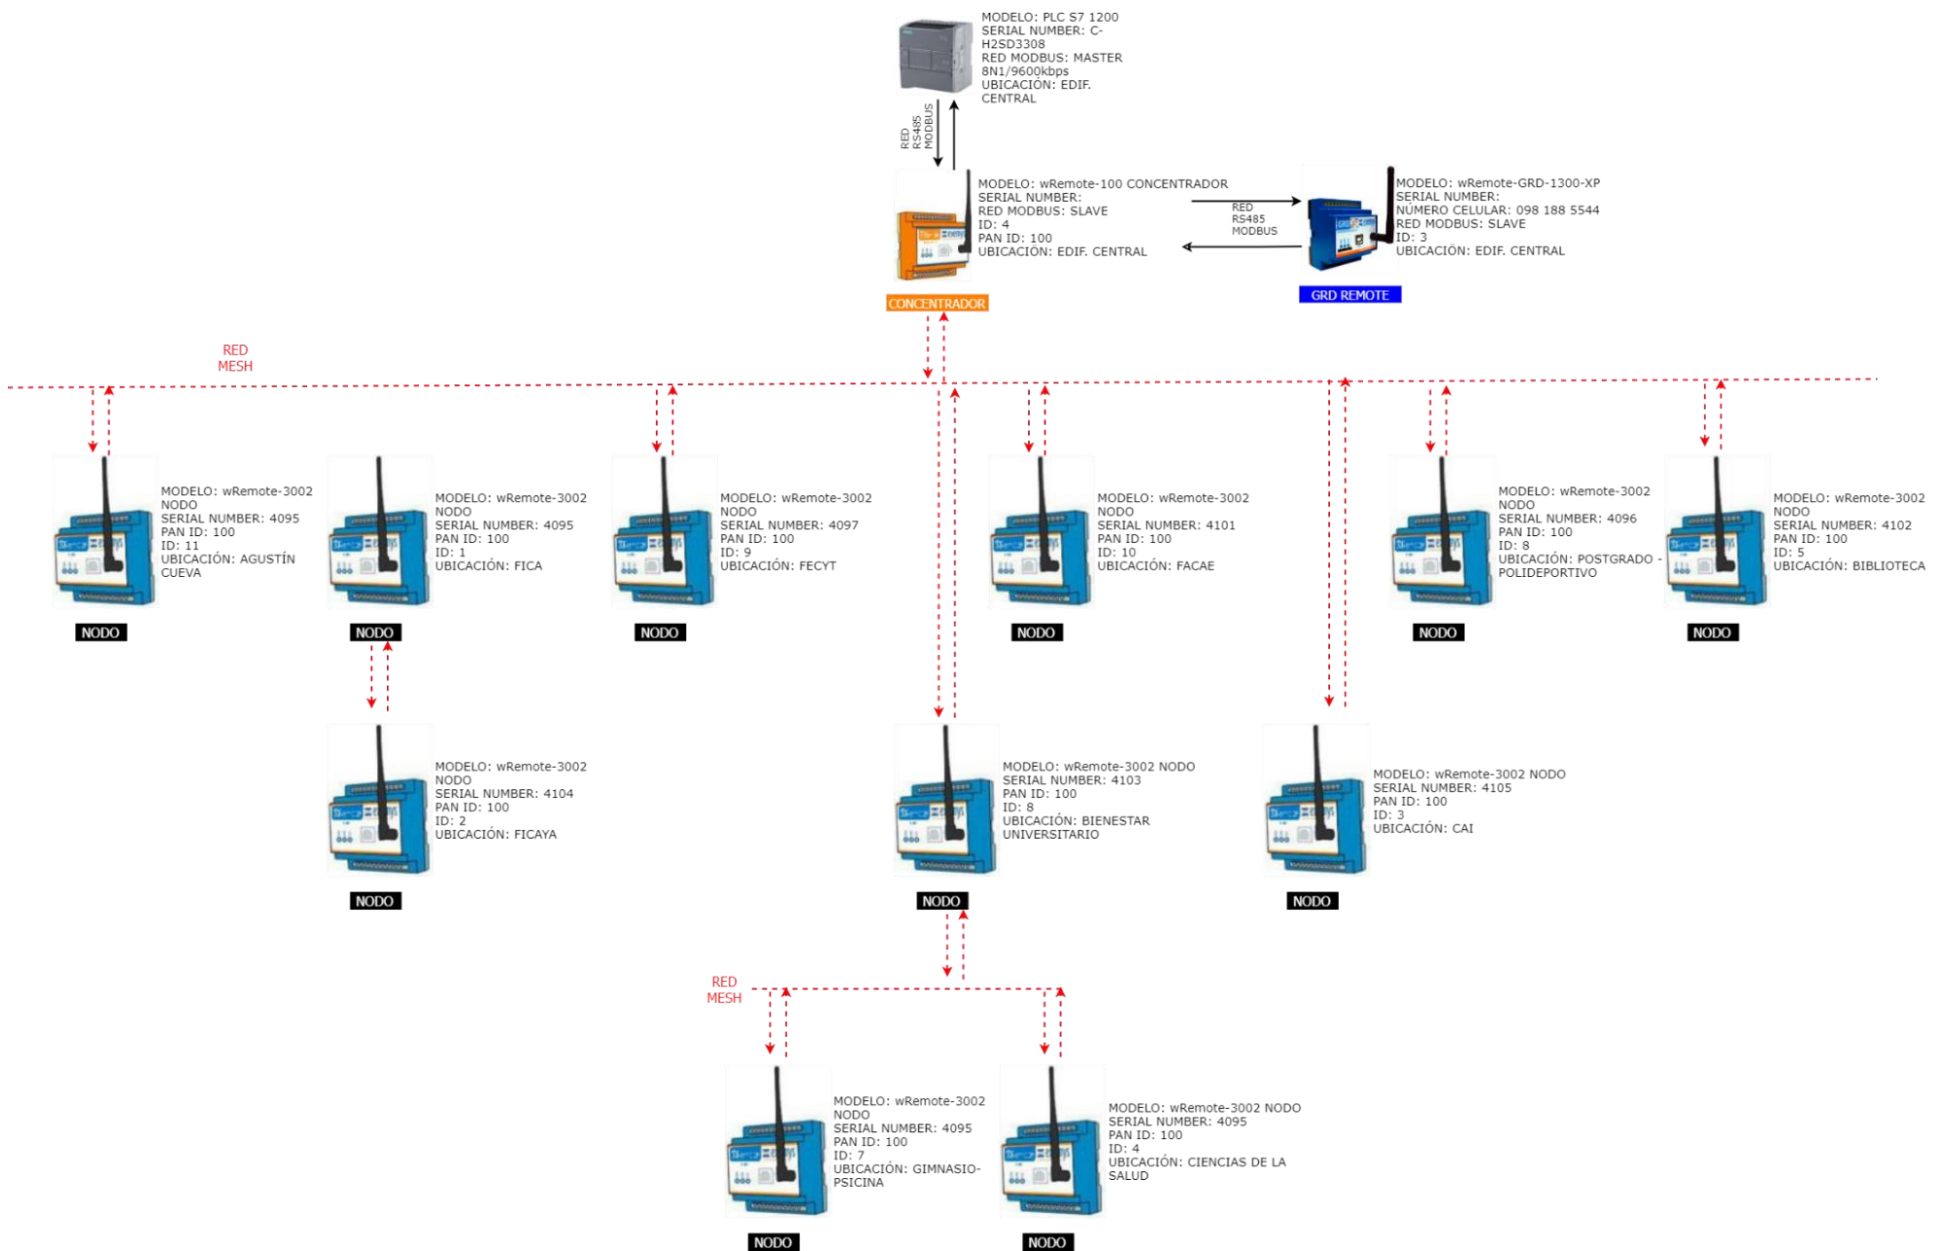 MODELO: PLC S7 1200
SERIAL NUMBER: C-
H2SD3308
RED MODBUS: MASTER
8N1/9600kbps
UBICACIÓN: EDIF.
CENTRAL
RED
RS485
MODBUS
MODELO: wRemote-100 CONCENTRADOR
SERIAL NUMBER:
RED MODBUS: SLAVE
ID: 4
PAN ID: 100
UBICACIÓN: EDIF. CENTRAL
CONCENTRADOR
RED
RS485
MODBUS
MODELO: wRemote-GRD-1300-XP
SERIAL NUMBER:
NÚMERO CELULAR: 098 188 5544
RED MODBUS: SLAVE
ID: 3
UBICACIÓN: EDIF. CENTRAL
GRD
GRD REMOTE
RED
MESH
MODELO: wRemote-3002
NODO
SERIAL NUMBER: 4095
PAN ID: 100
ID: 11
UBICACIÓN: AGUSTÍN
CUEVA
NODO
MODELO: wRemote-3002
NODO
SERIAL NUMBER: 4095
PAN ID: 100
ID: 1
UBICACIÓN: FICA
NODO
MODELO: wRemote-3002
NODO
SERIAL NUMBER: 4097
PAN ID: 100
ID: 9
UBICACIÓN: FECYT
NODO
MODELO: wRemote-3002
NODO
SERIAL NUMBER: 4101
PAN ID: 100
ID: 10
UBICACIÓN: FACAE
NODO
MODELO: wRemote-3002
NODO
SERIAL NUMBER: 4096
PAN ID: 100
ID: 8
UBICACIÓN: POSTGRADO -
POLIDEPORTIVO
NODO
MODELO: wRemote-3002
NODO
SERIAL NUMBER: 4102
PAN ID: 100
ID: 5
UBICACIÓN: BIBLIOTECA
NODO
MODELO: wRemote-3002
NODO
SERIAL NUMBER: 4104
PAN ID: 100
ID: 2
UBICACIÓN: FICAYA
NODO
MODELO: wRemote-3002 NODO
SERIAL NUMBER: 4103
PAN ID: 100
ID: 8
UBICACIÓN: BIENESTAR
UNIVERSITARIO
NODO
MODELO: wRemote-3002 NODO
SERIAL NUMBER: 4105
PAN ID: 100
ID: 3
UBICACIÓN: CAI
NODO
RED
MESH
MODELO: wRemote-3002
NODO
SERIAL NUMBER: 4095
PAN ID: 100
ID: 7
UBICACIÓN: GIMNASIO-
PSICINA
NODO
MODELO: wRemote-3002 NODO
SERIAL NUMBER: 4095
PAN ID: 100
ID: 4
UBICACIÓN: CIENCIAS DE LA
SALUD
NODO